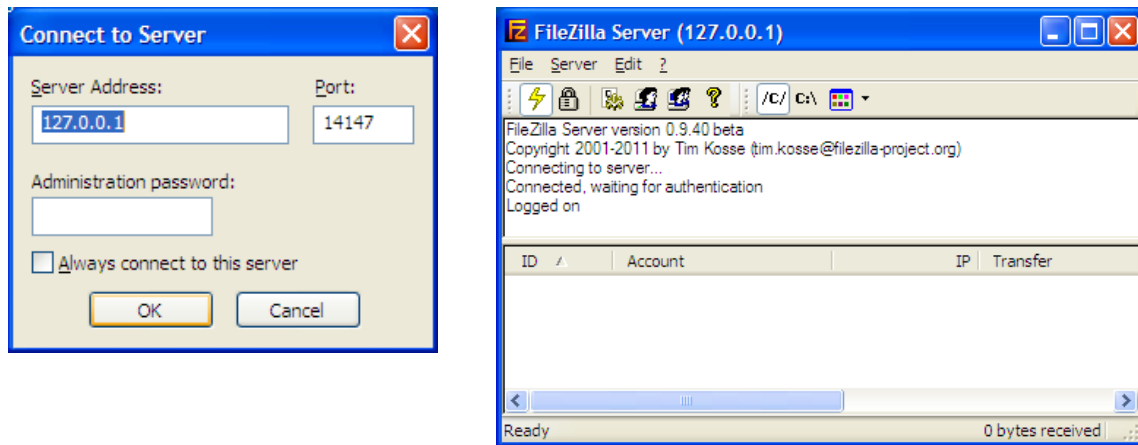 Connect to Server
Server Address: Port:
127.0.0.1 14147
Administration password:
Always connect to this server
OK Cancel
FileZilla Server (127.0.0.1)
File Server Edit ?
/C/ C:\
FileZilla Server version 0.9.40 beta
Copyright 2001-2011 by Tim Kosse (tim.kosse@filezilla-project.org)
Connecting to server...
Connected, waiting for authentication
Logged on
ID Account IP Transfer
Ready 0 bytes received